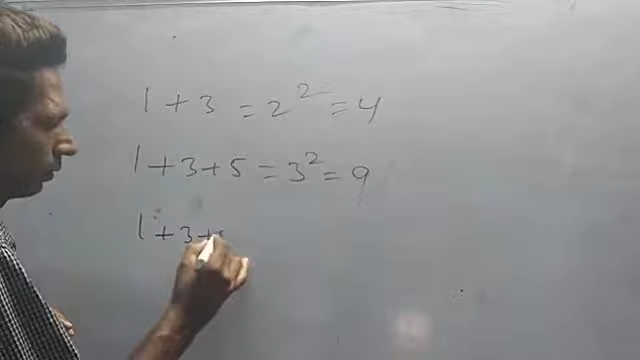 1 + 3 = 2² = 4
1 + 3 + 5 = 3² = 9
1 + 3 +